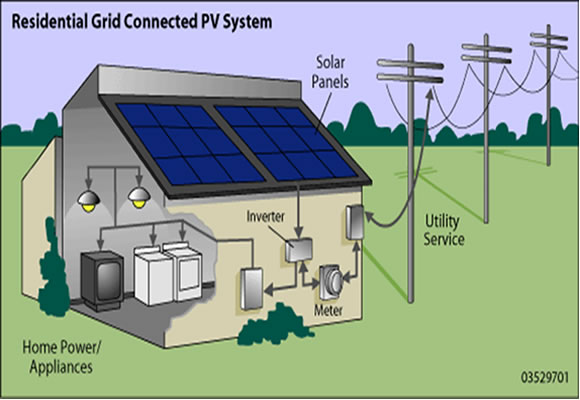 Residential Grid Connected PV System
Solar
Panels
Inverter
Utility
Service
Meter
Home Power/
Appliances
03529701